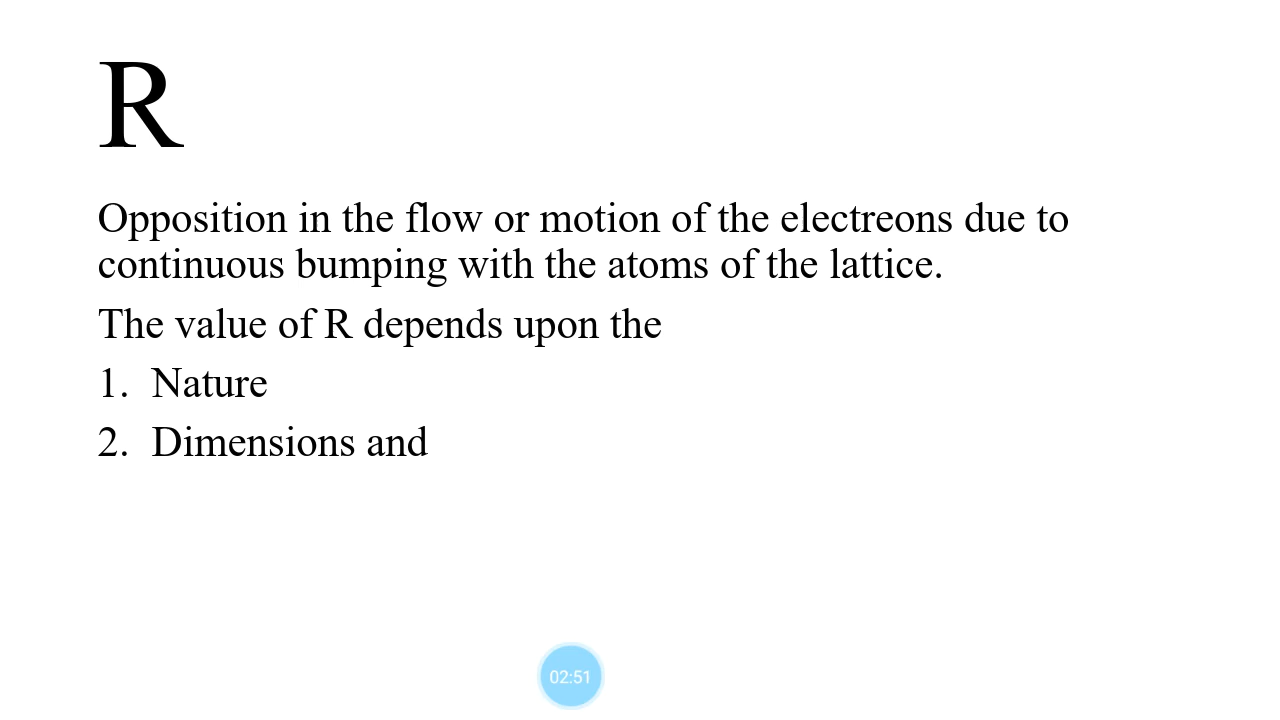 R
Opposition in the flow or motion of the electreons due to
continuous bumping with the atoms of the lattice.
The value of R depends upon the
1. Nature
2. Dimensions and
02:51